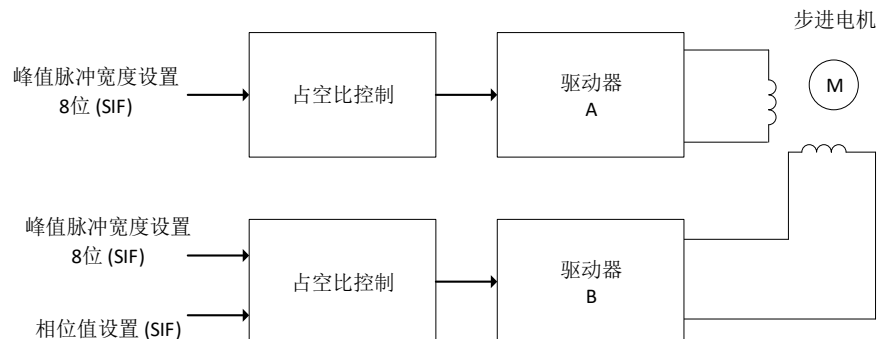 步进电机
峰值脉冲宽度设置
8位 (SIF)
占空比控制
驱动器
A
M
峰值脉冲宽度设置
8位 (SIF)
相位值设置 (SIF)
占空比控制
驱动器
B